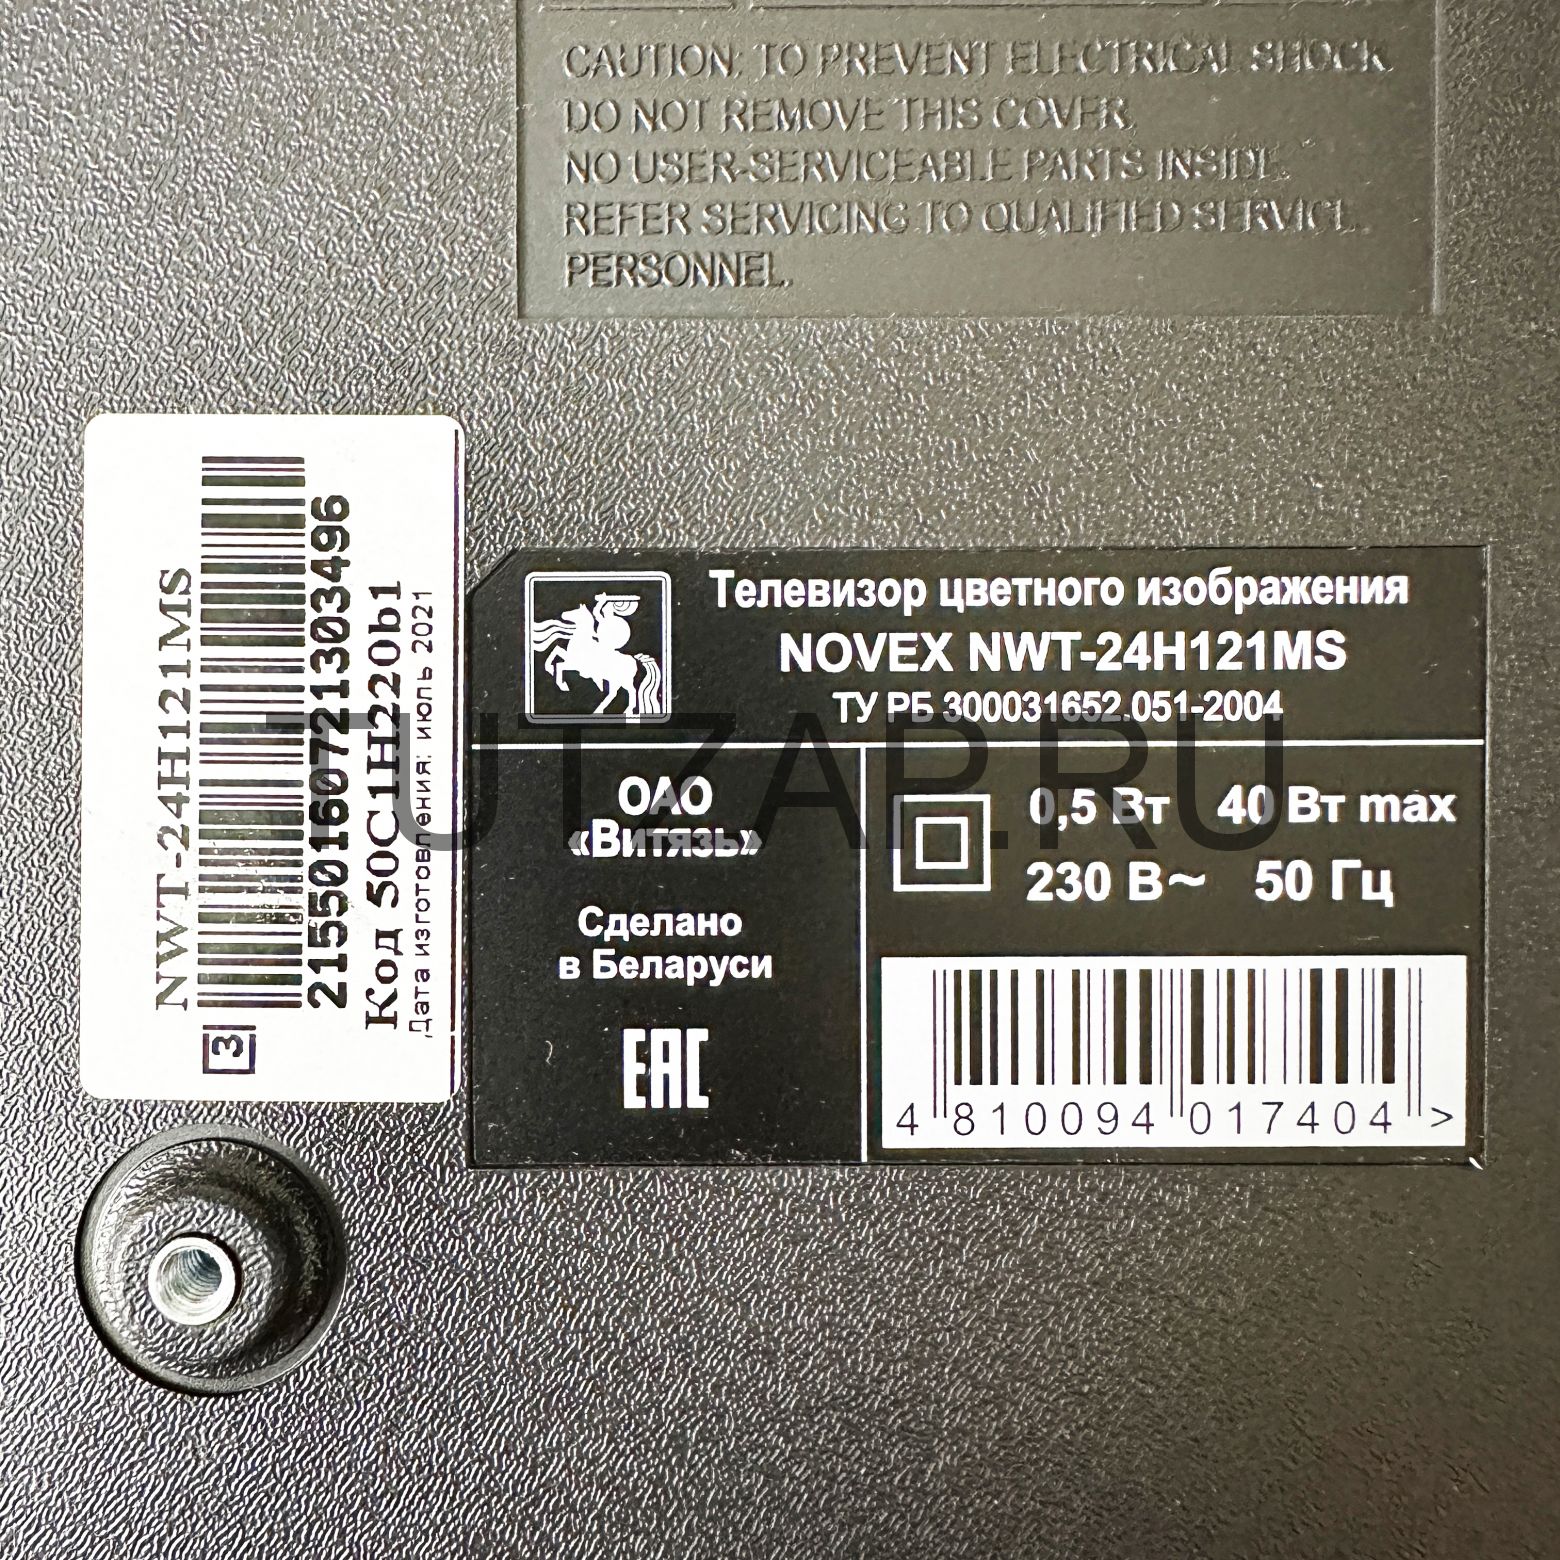 CAUTION: TO PREVENT ELECTRICAL SHOCK
DO NOT REMOVE THIS COVER.
NO USER-SERVICEABLE PARTS INSIDE.
REFER SERVICING TO QUALIFIED SERVICE
PERSONNEL.
NWT-24H121MS
2155016072130349б
Код 50C1H220b1
Дата изготовления: июль 2021
3
Телевизор цветного изображения
NOVEX NWT-24H121MS
ТУ РБ 300031652.051-2004
ОАО
«Витязь»
Сделано
в Беларуси
EAC
0,5 Вт 40 Вт max
230 В~ 50 Гц
4 810094 017404 >
TUTZAP.RU